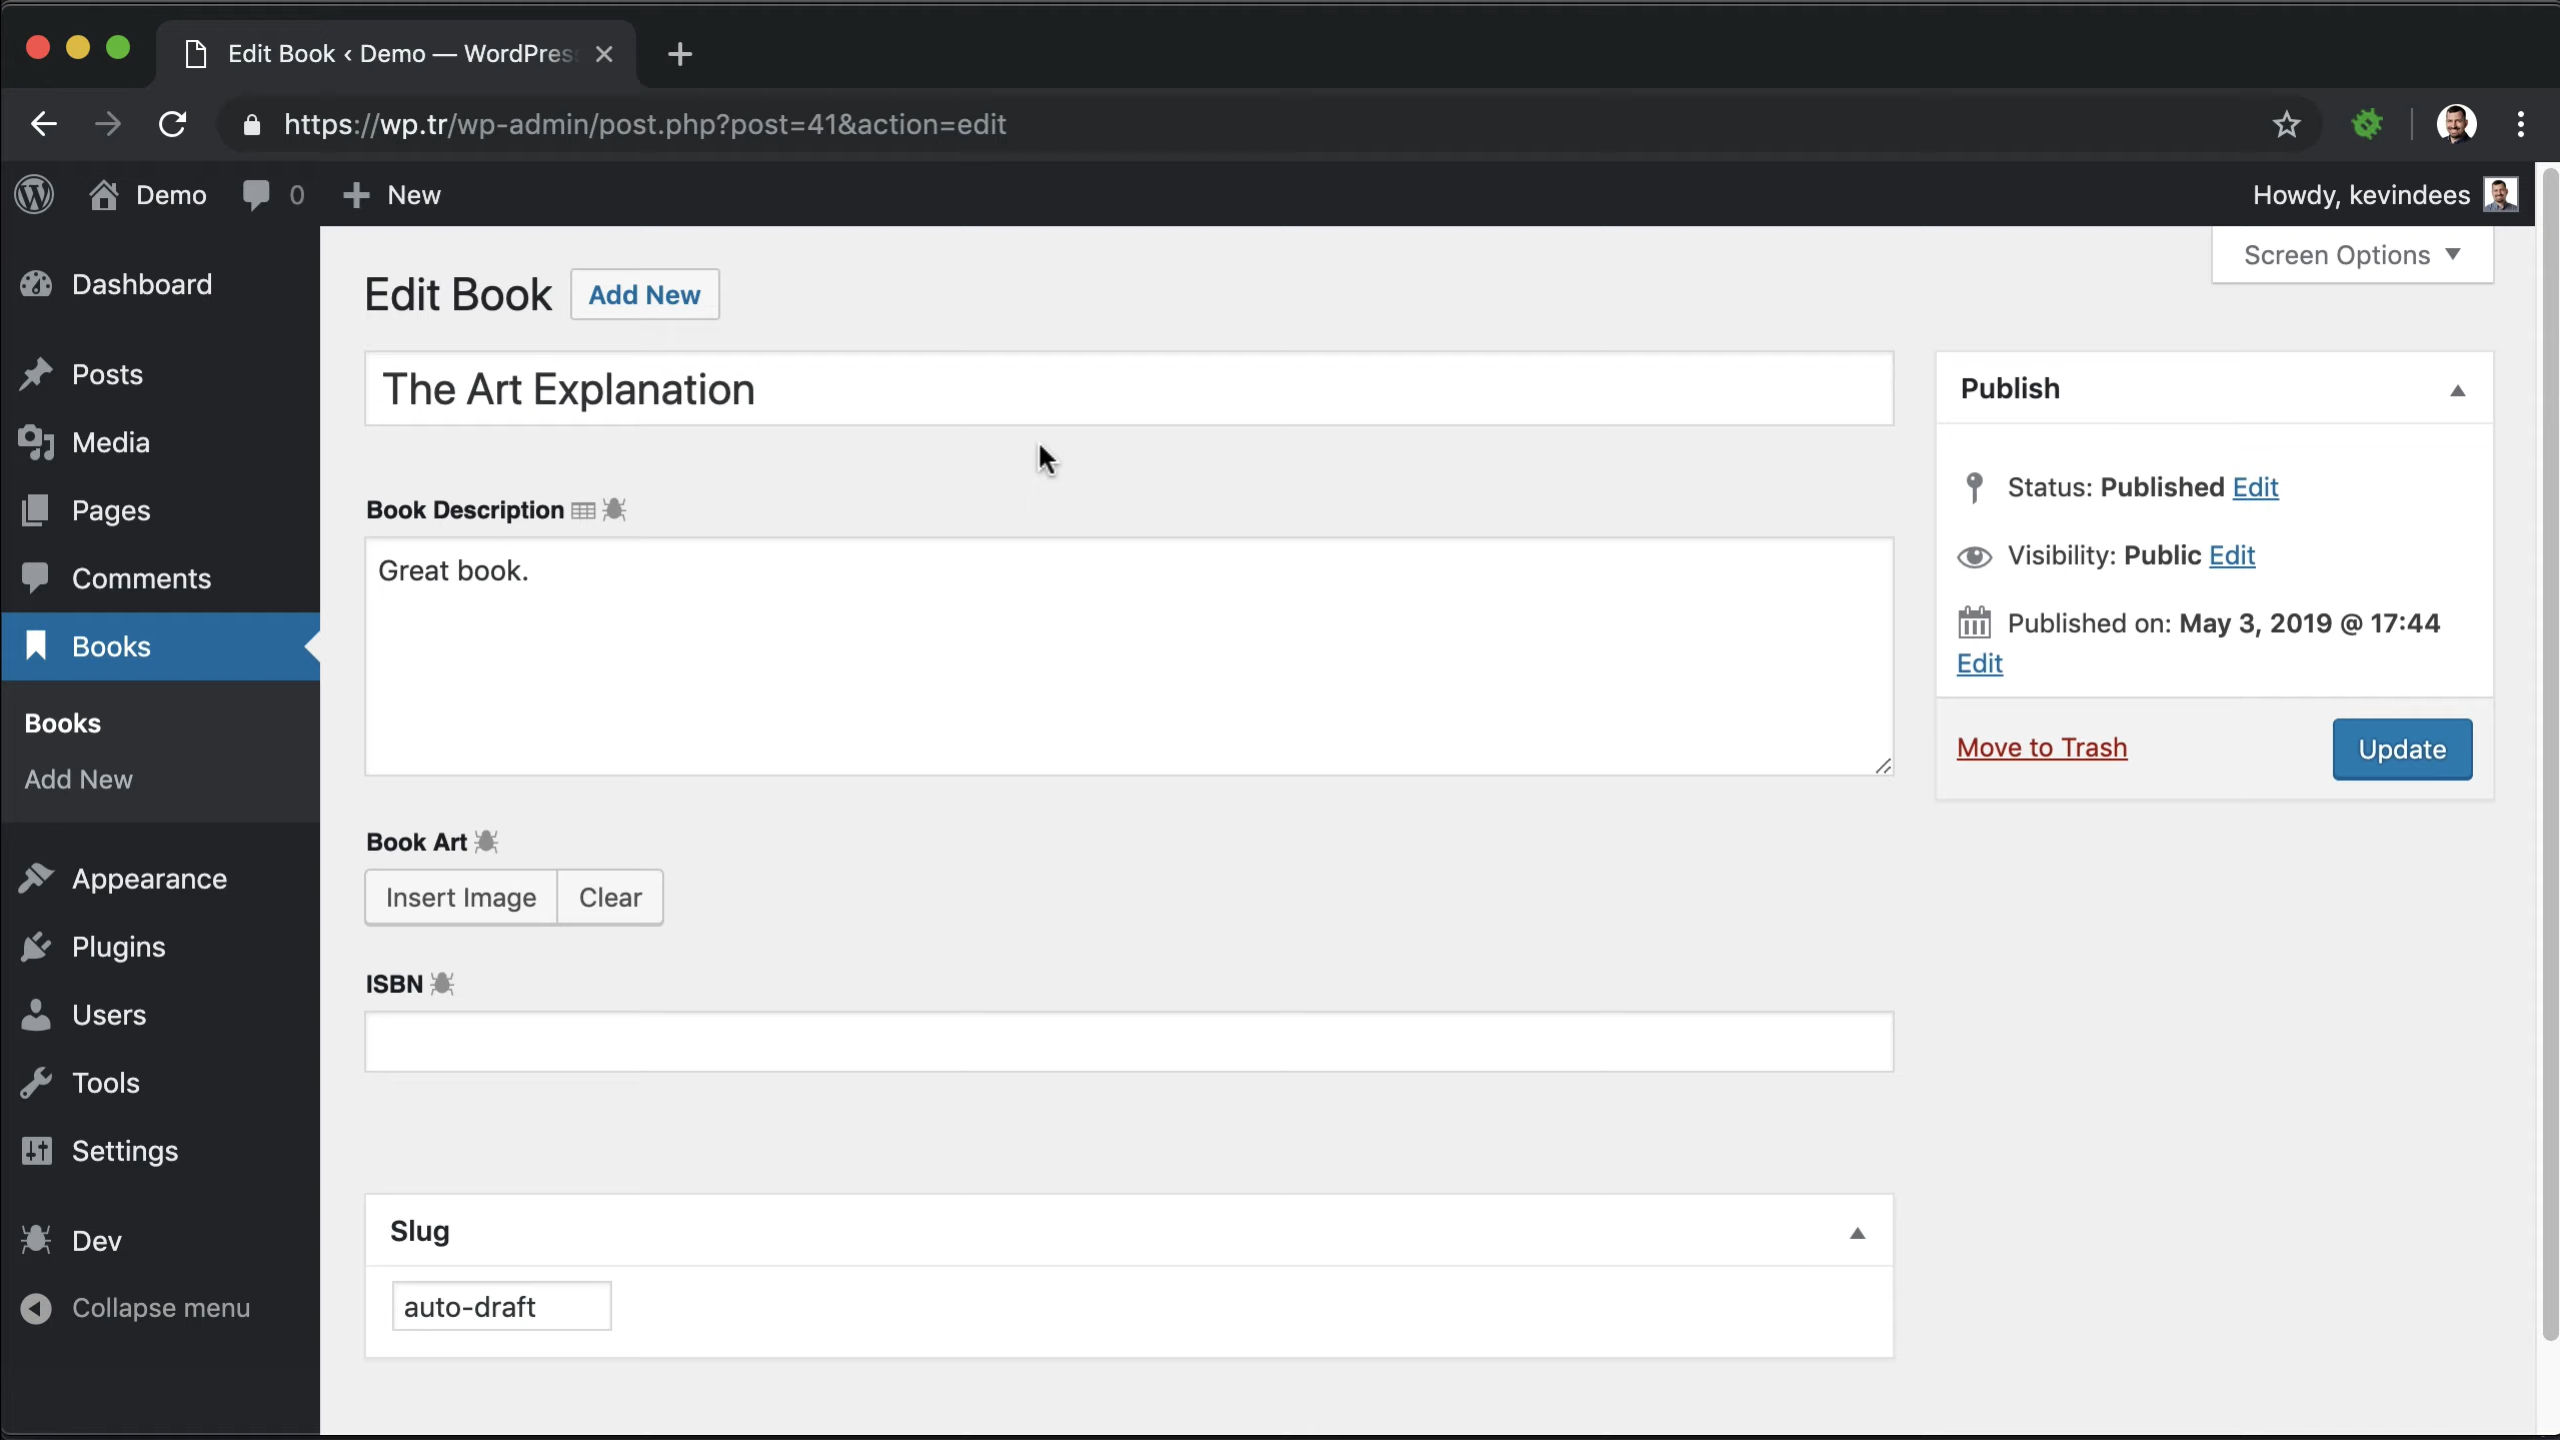 Edit Book ‹ Demo — WordPres
https://wp.tr/wp-admin/post.php?post=41&action=edit
Demo 0 New
Howdy, kevindees
Screen Options
Dashboard
Posts
Media
Pages
Comments
Books
Books
Add New
Appearance
Plugins
Users
Tools
Settings
Dev
Collapse menu
Edit Book Add New
The Art Explanation
Book Description
Great book.
Book Art
Insert Image Clear
ISBN
Slug
auto-draft
Publish
Status: Published Edit
Visibility: Public Edit
Published on: May 3, 2019 @ 17:44
Edit
Move to Trash Update